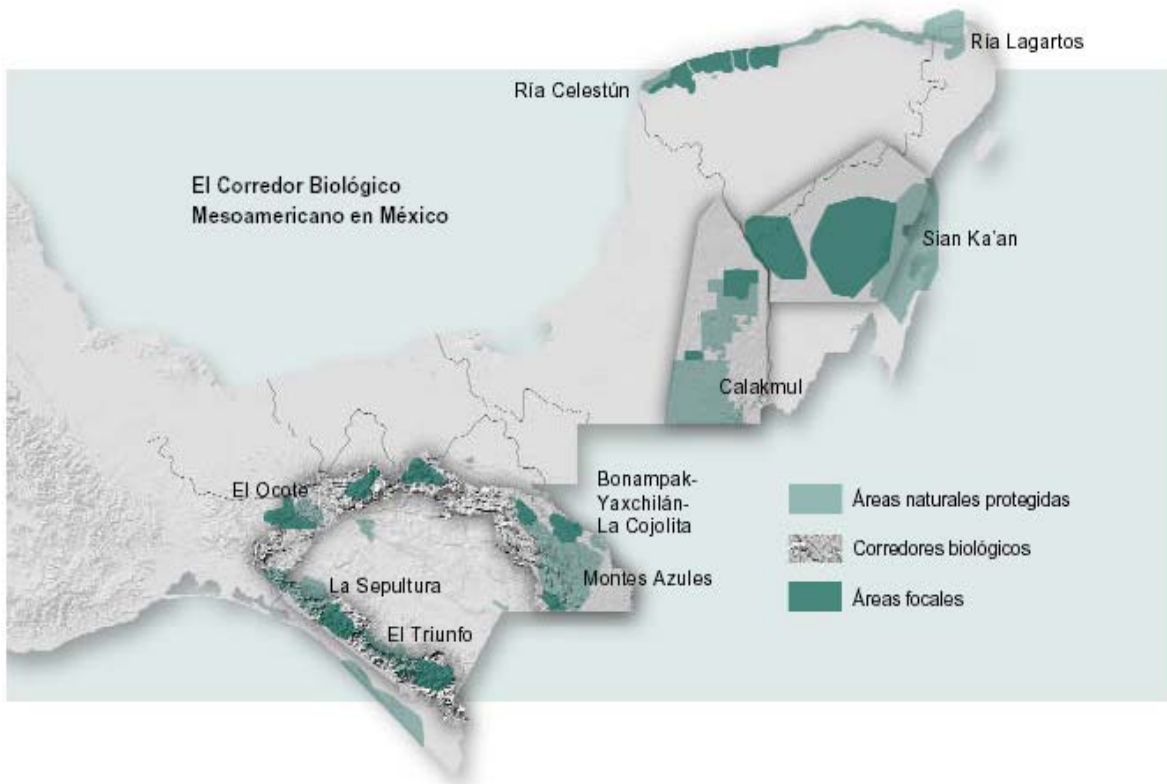 Ría Lagartos
Ría Celestún
El Corredor Biológico
Mesoamericano en México
Sian Ka'an
Calakmul
El Ocote
Bonampak-
Yaxchilán-
La Cojolita
Montes Azules
La Sepultura
El Triunfo
Áreas naturales protegidas
Corredores biológicos
Áreas focales